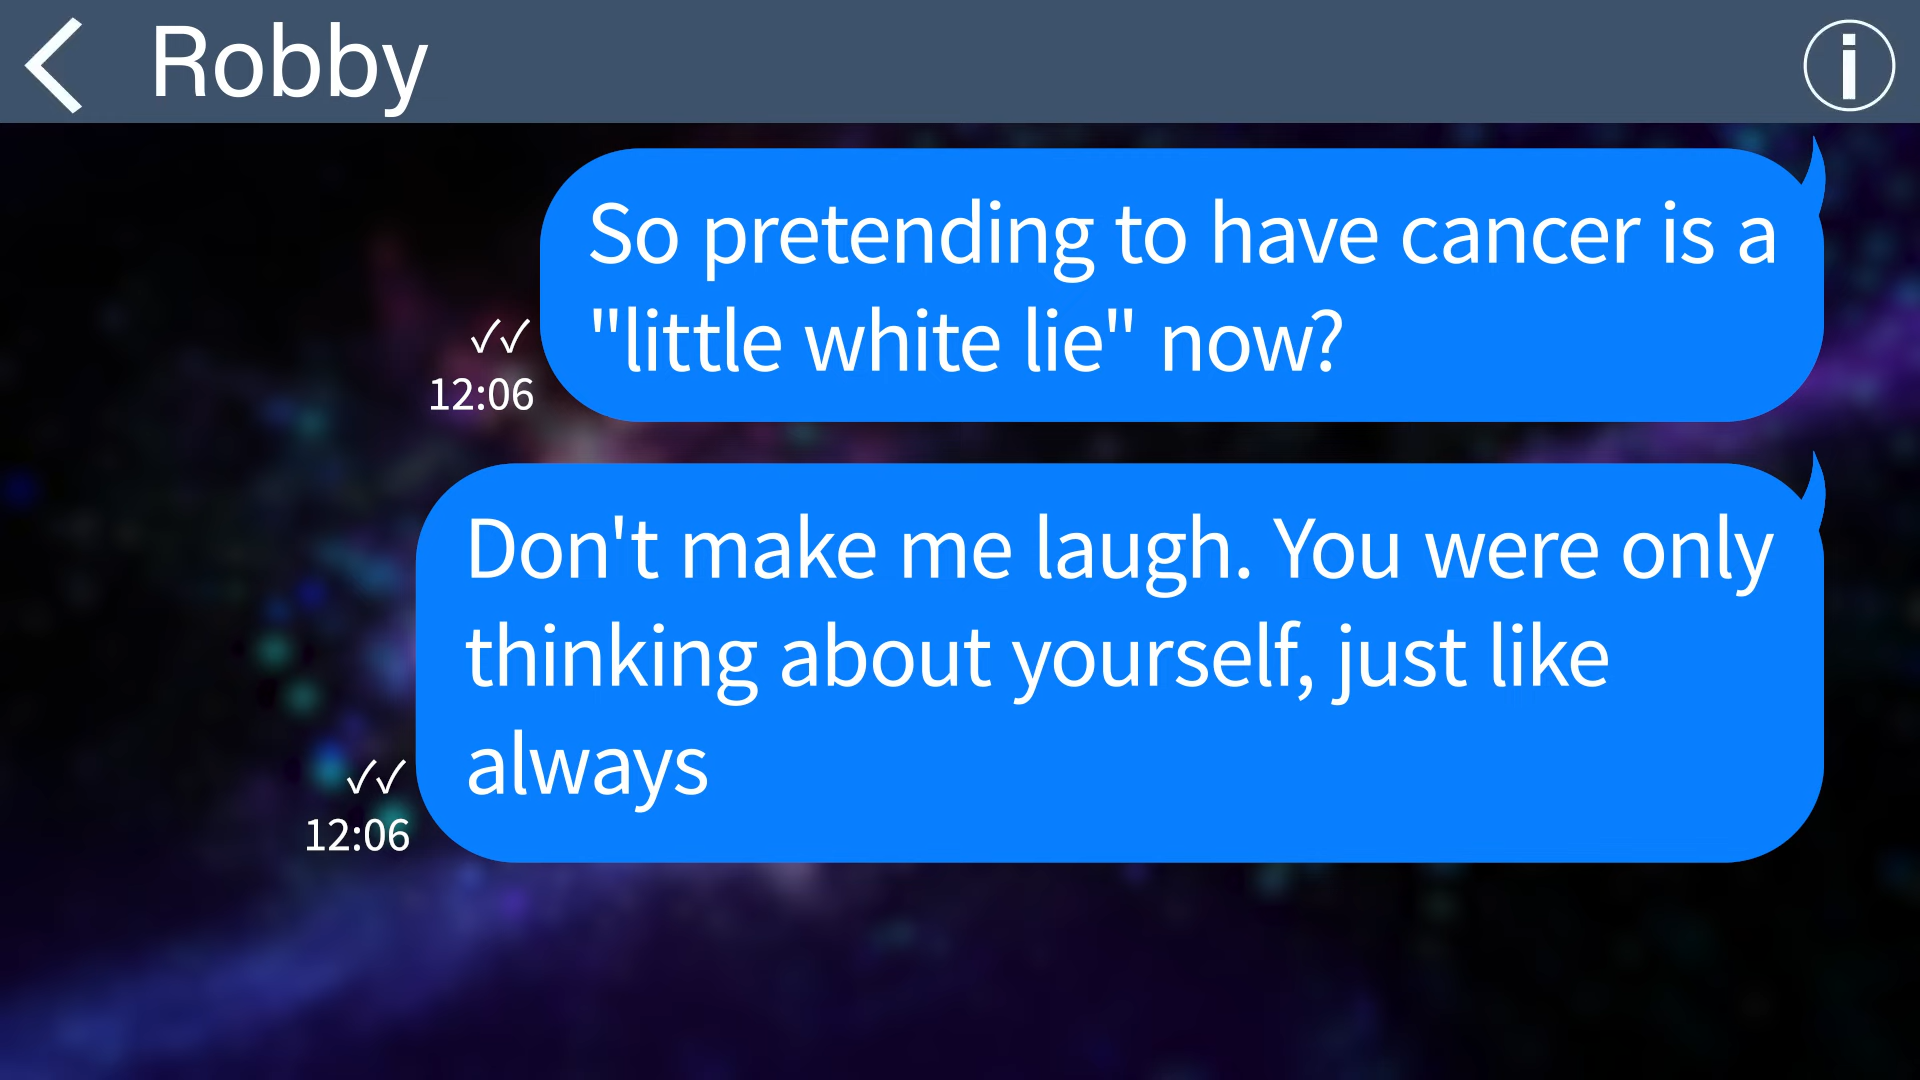 Robby
So pretending to have cancer is a
"little white lie" now?
✓✓
12:06
Don't make me laugh. You were only
thinking about yourself, just like
always
✓✓
12:06